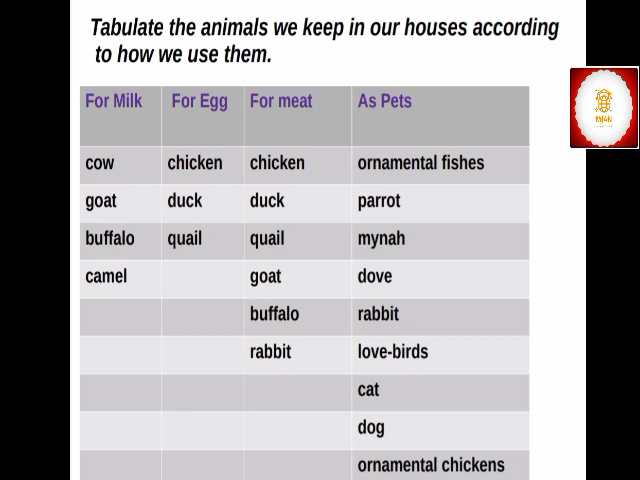 Tabulate the animals we keep in our houses according
to how we use them.
For Milk For Egg For meat As Pets
cow chicken chicken ornamental fishes
goat duck duck parrot
buffalo quail quail mynah
camel goat dove
buffalo rabbit
rabbit love-birds
cat
dog
ornamental chickens